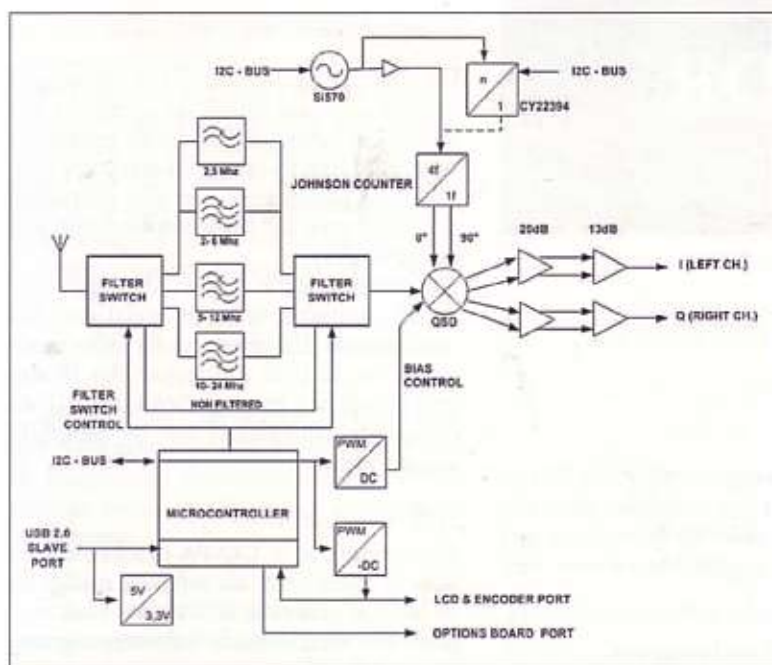 I2C - BUS
Si570
n
1
I2C - BUS
CY22394
2,5 Mhz
JOHNSON COUNTER
4f
1f
0°
90°
20dB
13dB
FILTER
SWITCH
FILTER
SWITCH
5- 12 Mhz
10- 24 Mhz
QSD
I (LEFT CH.)
Q (RIGHT CH.)
BIAS
CONTROL
NON FILTERED
FILTER
SWITCH
CONTROL
I2C - BUS
PWM
DC
MICROCONTROLLER
USB 2.0
SLAVE
PORT
PWM
-DC
5V
3,3V
LCD & ENCODER PORT
OPTIONS BOARD PORT